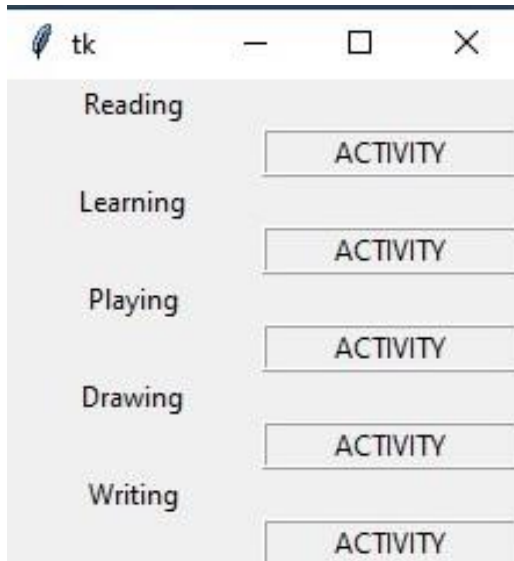 tk
Reading
ACTIVITY
Learning
ACTIVITY
Playing
ACTIVITY
Drawing
ACTIVITY
Writing
ACTIVITY